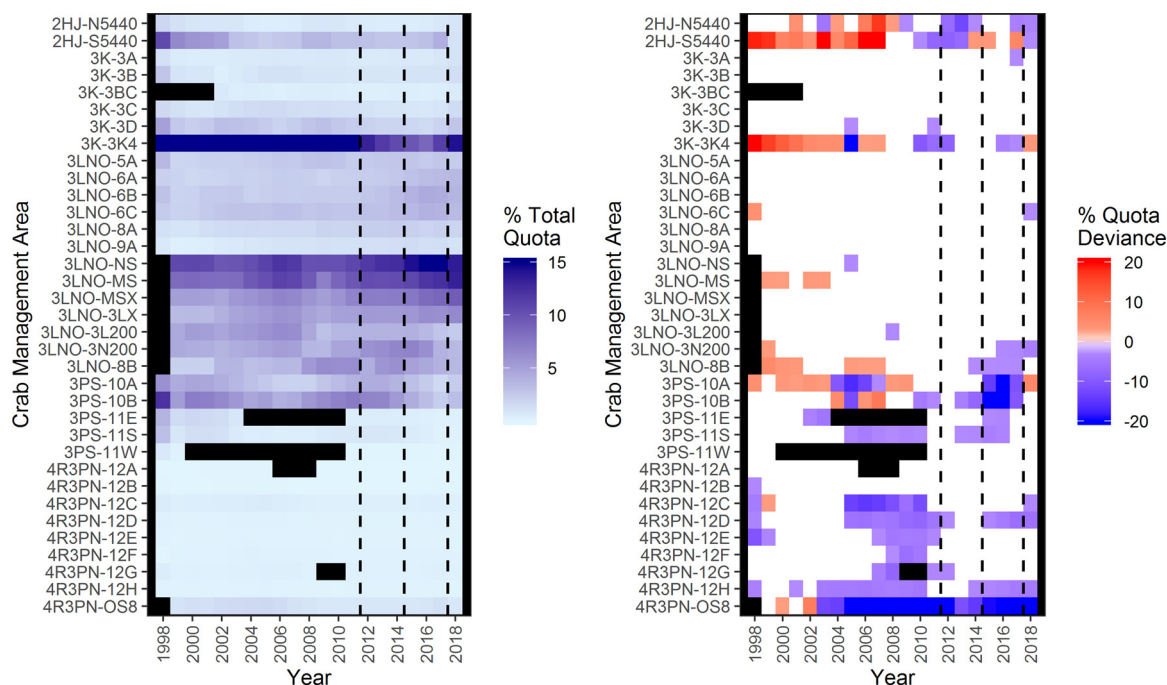 Crab Management Area
2HJ-N5440
2HJ-S5440
3K-3A
3K-3B
3K-3BC
3K-3C
3K-3D
3K-3K4
3LNO-5A
3LNO-6A
3LNO-6B
3LNO-6C
3LNO-8A
3LNO-9A
3LNO-NS
3LNO-MS
3LNO-MSX
3LNO-3LX
3LNO-3L200
3LNO-3N200
3LNO-8B
3PS-10A
3PS-10B
3PS-11E
3PS-11S
3PS-11W
4R3PN-12A
4R3PN-12B
4R3PN-12C
4R3PN-12D
4R3PN-12E
4R3PN-12F
4R3PN-12G
4R3PN-12H
4R3PN-OS8
1998 2000 2002 2004 2006 2008 2010 2012 2014 2016 2018
Year
% Total
Quota
15
10
5
Crab Management Area
2HJ-N5440
2HJ-S5440
3K-3A
3K-3B
3K-3BC
3K-3C
3K-3D
3K-3K4
3LNO-5A
3LNO-6A
3LNO-6B
3LNO-6C
3LNO-8A
3LNO-9A
3LNO-NS
3LNO-MS
3LNO-MSX
3LNO-3LX
3LNO-3L200
3LNO-3N200
3LNO-8B
3PS-10A
3PS-10B
3PS-11E
3PS-11S
3PS-11W
4R3PN-12A
4R3PN-12B
4R3PN-12C
4R3PN-12D
4R3PN-12E
4R3PN-12F
4R3PN-12G
4R3PN-12H
4R3PN-OS8
1998 2000 2002 2004 2006 2008 2010 2012 2014 2016 2018
Year
% Quota
Deviance
20
10
0
-10
-20